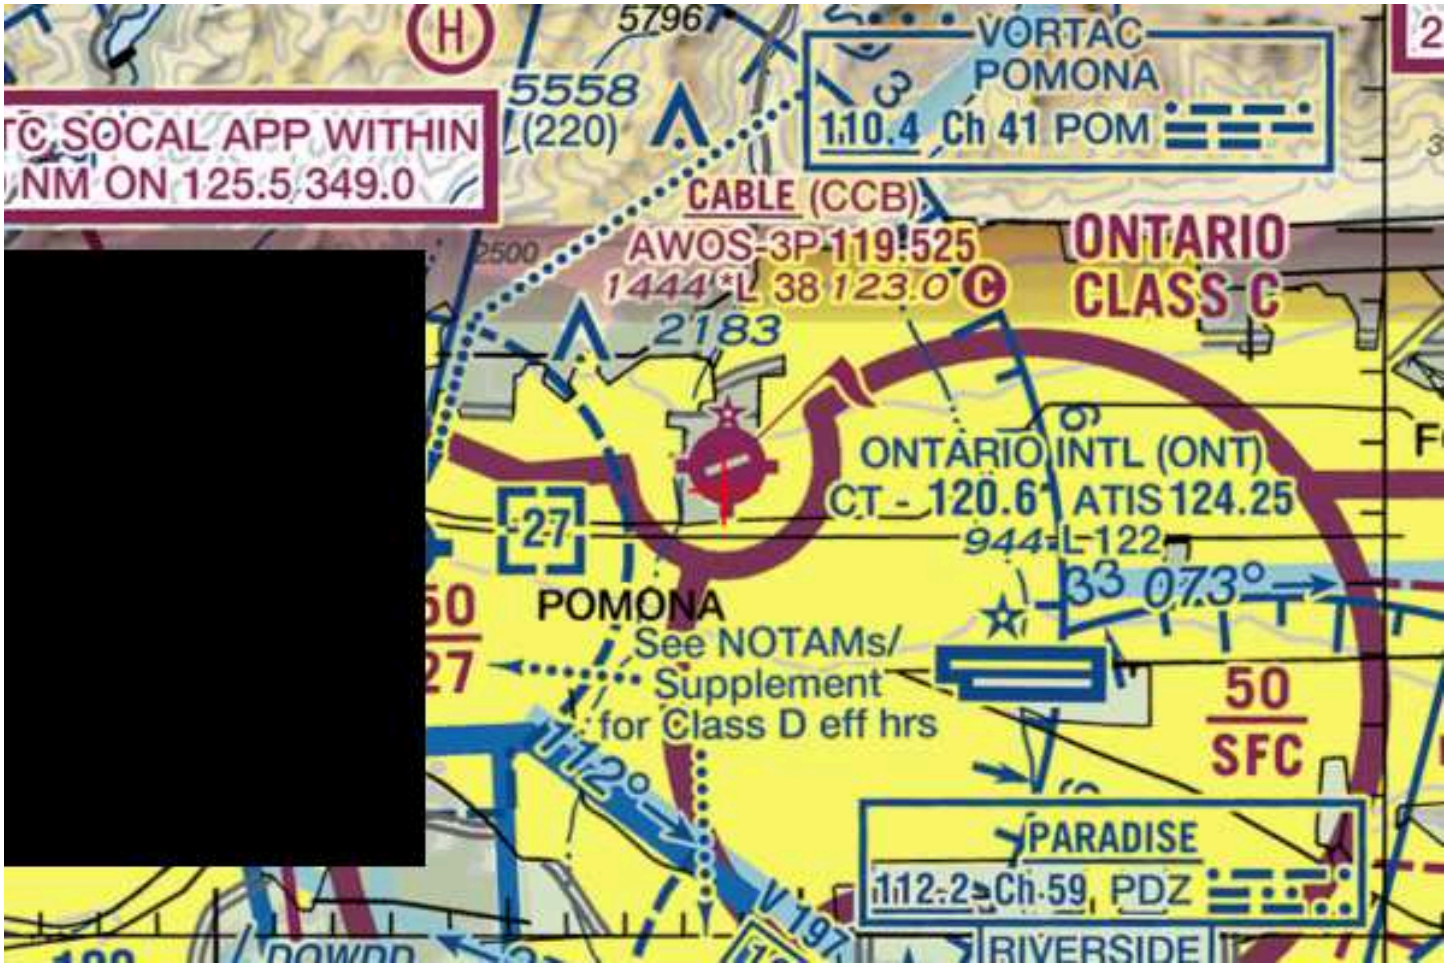 H
5796
VORTAC
POMONA
110.4 Ch 41 POM
2
5558
(220)
3
TC SOCAL APP WITHIN
NM ON 125.5 349.0
CABLE (CCB)
AWOS-3P 119.525
1444 *L 38 123.0 C
2183
2500
ONTARIO
CLASS C
6
ONTARIO INTL (ONT)
CT - 120.6 ATIS 124.25
944 L 122
33 073°
27
POMONA
50
27
See NOTAMs/
Supplement
for Class D eff hrs
50
SFC
112°
PARADISE
112.2 Ch 59 PDZ
V 197
RIVERSIDE